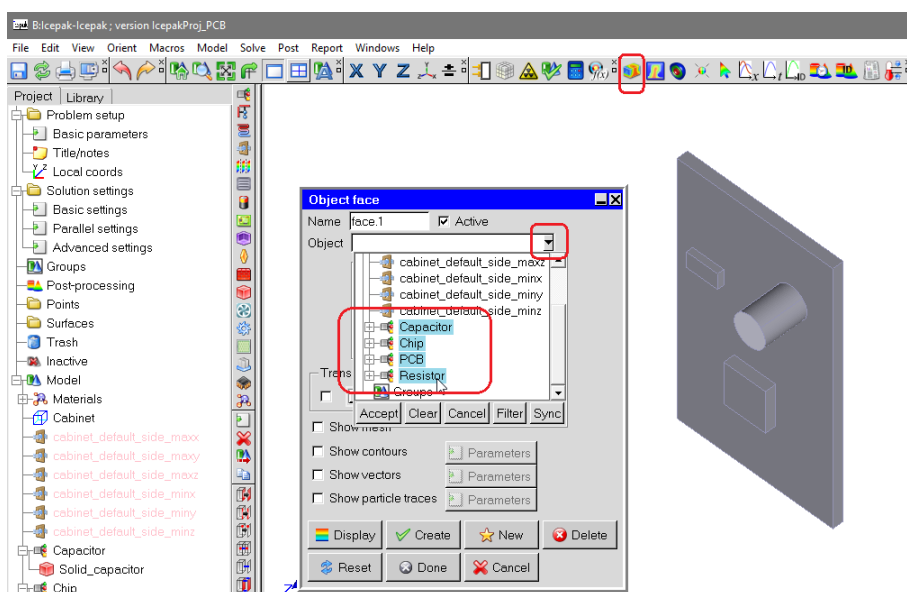 B:Icepak-Icepak ; version IcepakProj_PCB
File Edit View Orient Macros Model Solve Post Report Windows Help
X Y Z
Project Library
Problem setup
Basic parameters
Title/notes
Local coords
Solution settings
Basic settings
Parallel settings
Advanced settings
Groups
Post-processing
Points
Surfaces
Trash
Inactive
Model
Materials
Cabinet
cabinet_default_side_maxx
cabinet_default_side_maxy
cabinet_default_side_maxz
cabinet_default_side_minx
cabinet_default_side_miny
cabinet_default_side_minz
Capacitor
Solid_capacitor
Chip
Object face
Name face.1 Active
Object
cabinet_default_side_maxz
cabinet_default_side_minx
cabinet_default_side_miny
cabinet_default_side_minz
Capacitor
Chip
PCB
Resistor
Groups
Trans
Accept Clear Cancel Filter Sync
Show mesh
Show contours Parameters
Show vectors Parameters
Show particle traces Parameters
Display Create New Delete
Reset Done Cancel
Z